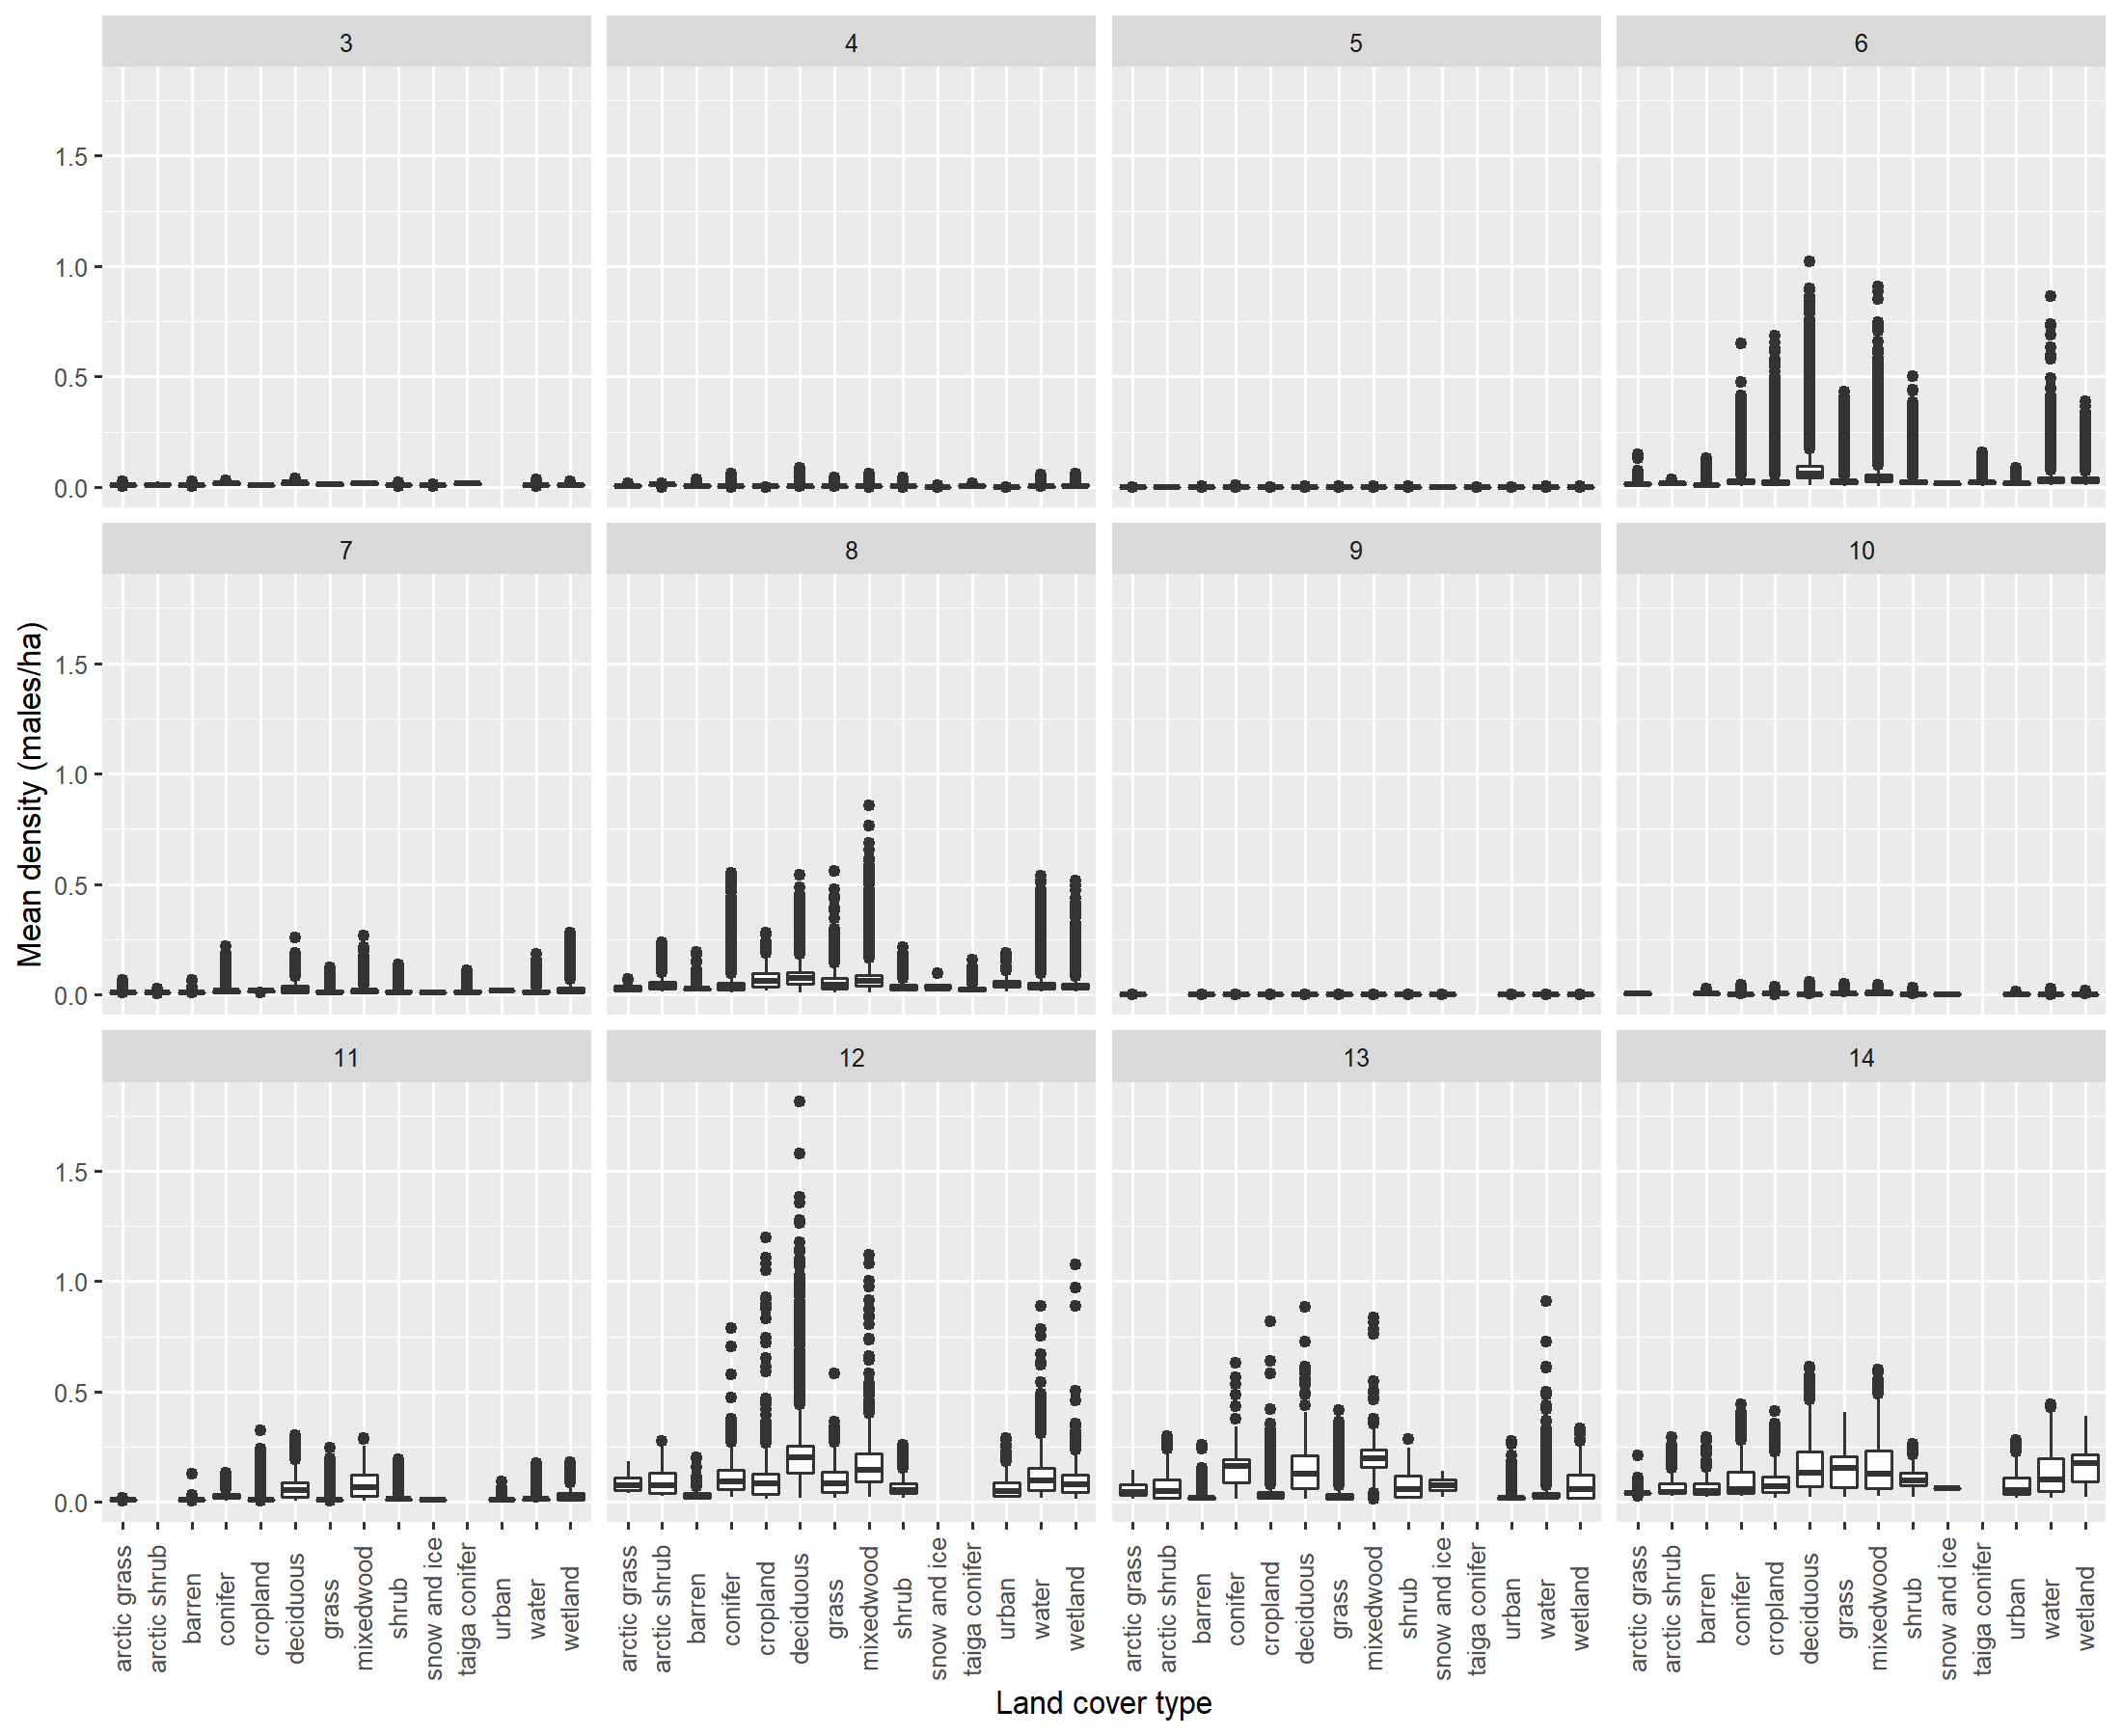 3 4 5 6
1.5
1.0
0.5
0.0
7 8 9 10
1.5
1.0
0.5
0.0
11 12 13 14
1.5
1.0
0.5
0.0
Mean density (males/ha)
arctic grass arctic shrub barren conifer cropland deciduous grass mixedwood shrub snow and ice taiga conifer urban water wetland
arctic grass arctic shrub barren conifer cropland deciduous grass mixedwood shrub snow and ice taiga conifer urban water wetland
arctic grass arctic shrub barren conifer cropland deciduous grass mixedwood shrub snow and ice taiga conifer urban water wetland
arctic grass arctic shrub barren conifer cropland deciduous grass mixedwood shrub snow and ice taiga conifer urban water wetland
Land cover type